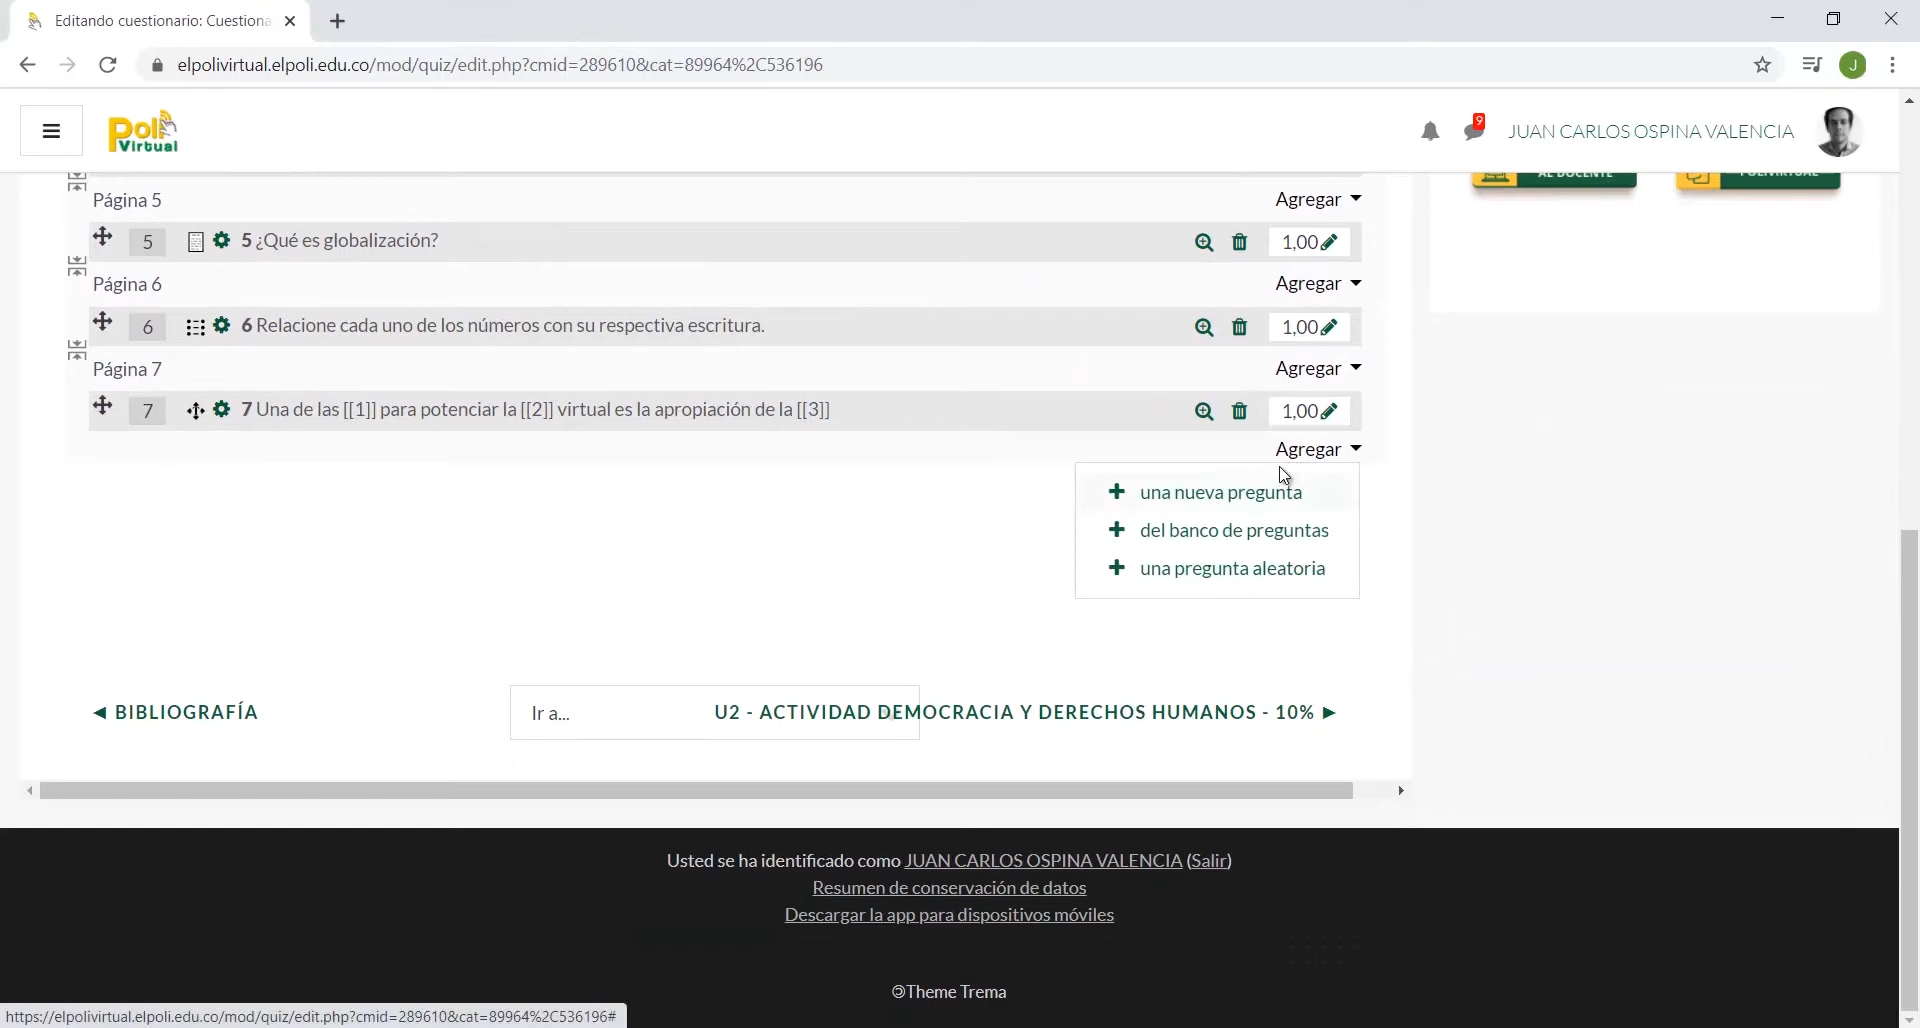 Editando cuestionario: Cuestiona
elpolivirtual.elpoli.edu.co/mod/quiz/edit.php?cmid=289610&cat=89964%2C536196
J
Poli
Virtual
9
JUAN CARLOS OSPINA VALENCIA
AL DOCENTE
POLIVIRTUAL
Página 5
Agregar
5
5 ¿Qué es globalización?
1,00
Página 6
Agregar
6
6 Relacione cada uno de los números con su respectiva escritura.
1,00
Página 7
Agregar
7
7 Una de las [[1]] para potenciar la [[2]] virtual es la apropiación de la [[3]]
1,00
Agregar
una nueva pregunta
del banco de preguntas
una pregunta aleatoria
◄ BIBLIOGRAFÍA
Ir a...
U2 - ACTIVIDAD DEMOCRACIA Y DERECHOS HUMANOS - 10% ►
Usted se ha identificado como JUAN CARLOS OSPINA VALENCIA (Salir)
Resumen de conservación de datos
Descargar la app para dispositivos móviles
Theme Trema
https://elpolivirtual.elpoli.edu.co/mod/quiz/edit.php?cmid=289610&cat=89964%2C536196#